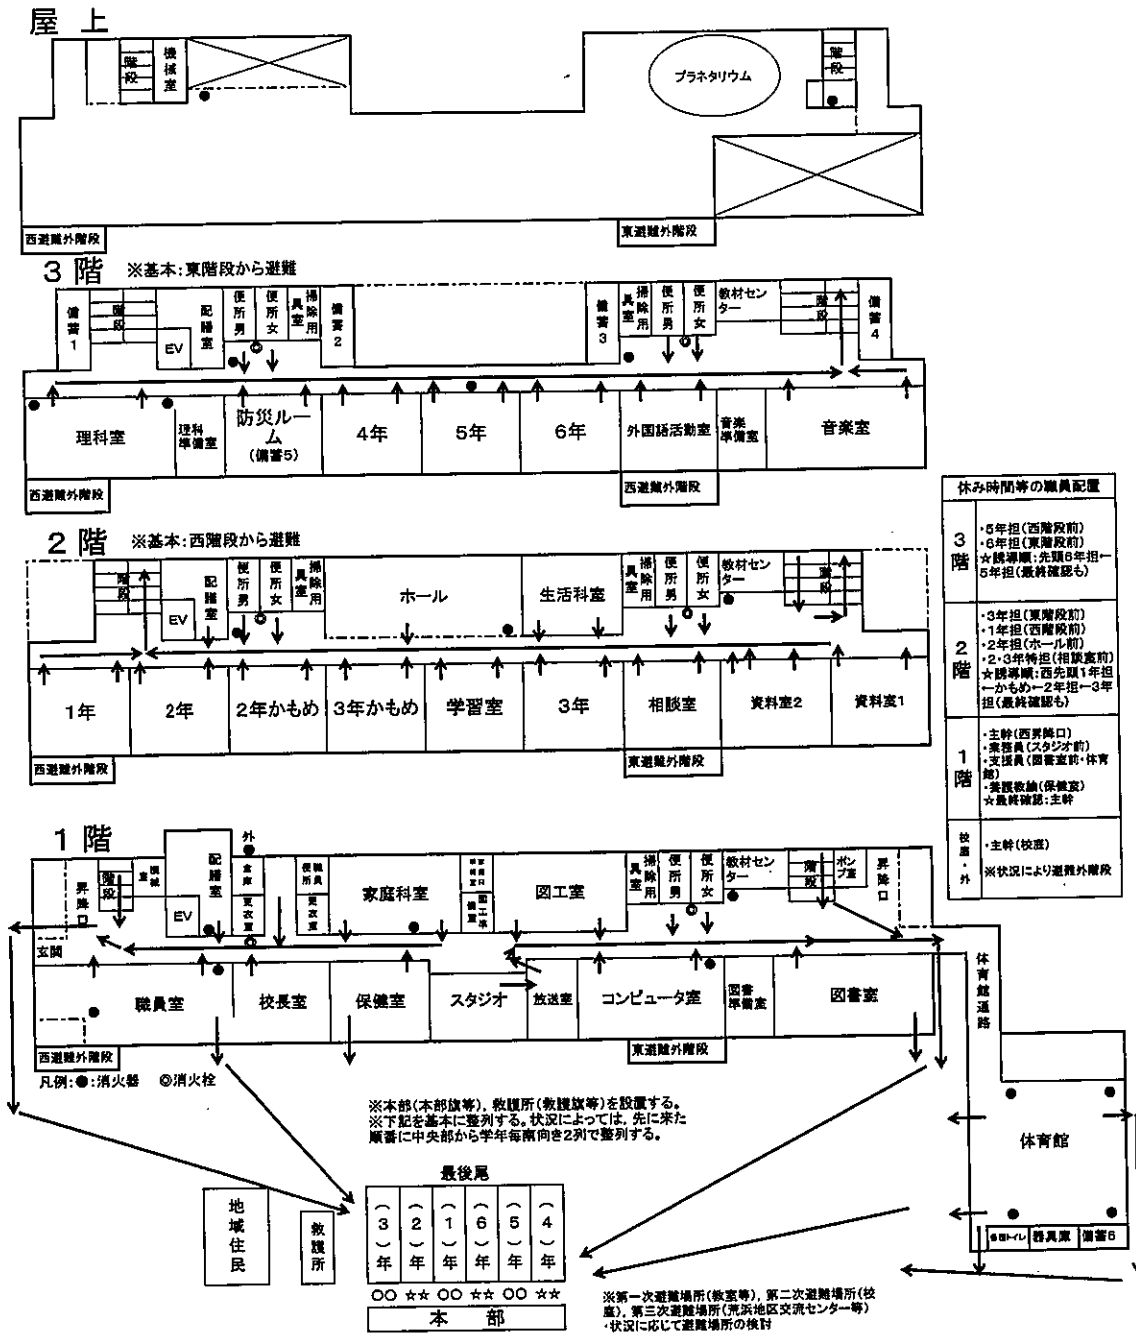 屋 上
階段
機械室
プラネタリウム
階段
西避難外階段
東避難外階段
3 階 ※基本：東階段から避難
備蓄1
階段
EV
配膳室
便所男
便所女
掃除用具室
備蓄2
備蓄3
掃除用具室
便所男
便所女
教材センター
階段
備蓄4
理科室
理科準備室
防災ルーム
(備蓄5)
4年
5年
6年
外国語活動室
音楽準備室
音楽室
西避難外階段
西避難外階段
2 階 ※基本：西階段から避難
階段
EV
配膳室
便所男
便所女
掃除用具室
ホール
生活科室
掃除用具室
便所男
便所女
教材センター
階段
1年
2年
2年かもめ
3年かもめ
学習室
3年
相談室
資料室2
資料室1
西避難外階段
東避難外階段
休み時間等の職員配置
3階
・5年担(西階段前)
・6年担(東階段前)
☆誘導順：先頭6年担←
5年担(最終確認も)
2階
・3年担(東階段前)
・1年担(西階段前)
・2年担(ホール前)
・2・3年特担(相談室前)
☆誘導順：西先頭1年担
←かもめ←2年担←3年
担(最終確認も)
1階
・主幹(西昇降口)
・業務員(スタジオ前)
・支援員(図書室前・体育
館)
・養護教諭(保健室)
☆最終確認：主幹
校庭・外
・主幹(校庭)
※状況により避難外階段
1 階
外
昇降口
階段
機械室
EV
配膳室
倉庫
更衣室
職員便所
更衣室
家庭科室
図工準備室
図工室
掃除用具室
便所男
便所女
教材センター
階段
ポンプ室
昇降口
玄関
職員室
校長室
保健室
スタジオ
放送室
コンピュータ室
図書準備室
図書室
体育館通路
西避難外階段
東避難外階段
凡例：●：消火器 ◎消火栓
※本部(本部旗等)，救護所(救護旗等)を設置する。
※下記を基本に整列する。状況によっては，先に来た
順番に中央部から学年毎南向き2列で整列する。
体育館
器具庫
備蓄6
最後尾
地域住民
救護所
(3)年
(2)年
(1)年
(6)年
(5)年
(4)年
○○ ☆☆ ○○ ☆☆ ○○ ☆☆
本 部
※第一次避難場所(教室等)，第二次避難場所(校
庭)，第三次避難場所(荒浜地区交流センター等)
・状況に応じて避難場所の検討